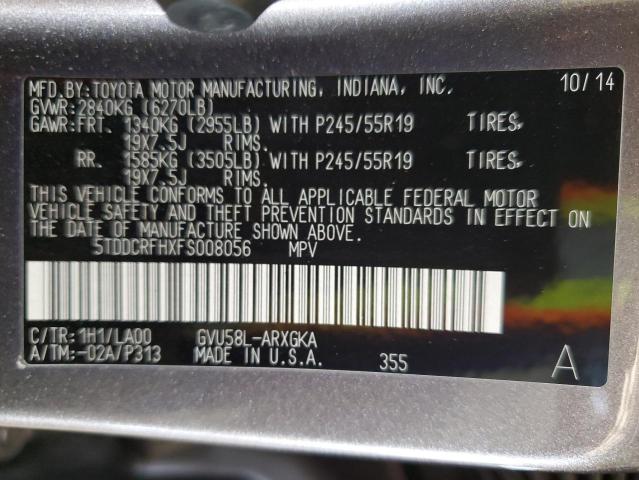 MFD.BY:TOYOTA MOTOR MANUFACTURING, INDIANA, INC. 10/14
GVWR:2840KG (6270LB)
GAWR:FRT. 1340KG (2955LB) WITH P245/55R19 TIRES,
19X7.5J RIMS.
RR. 1585KG (3505LB) WITH P245/55R19 TIRES,
19X7.5J RIMS.
THIS VEHICLE CONFORMS TO ALL APPLICABLE FEDERAL MOTOR
VEHICLE SAFETY AND THEFT PREVENTION STANDARDS IN EFFECT ON
THE DATE OF MANUFACTURE SHOWN ABOVE.
5TDDCRFHXFS008056 MPV
C/TR:1H1/LA00 GVU58L-ARXGKA
A/TM:-02A/P313 MADE IN U.S.A. 355 A